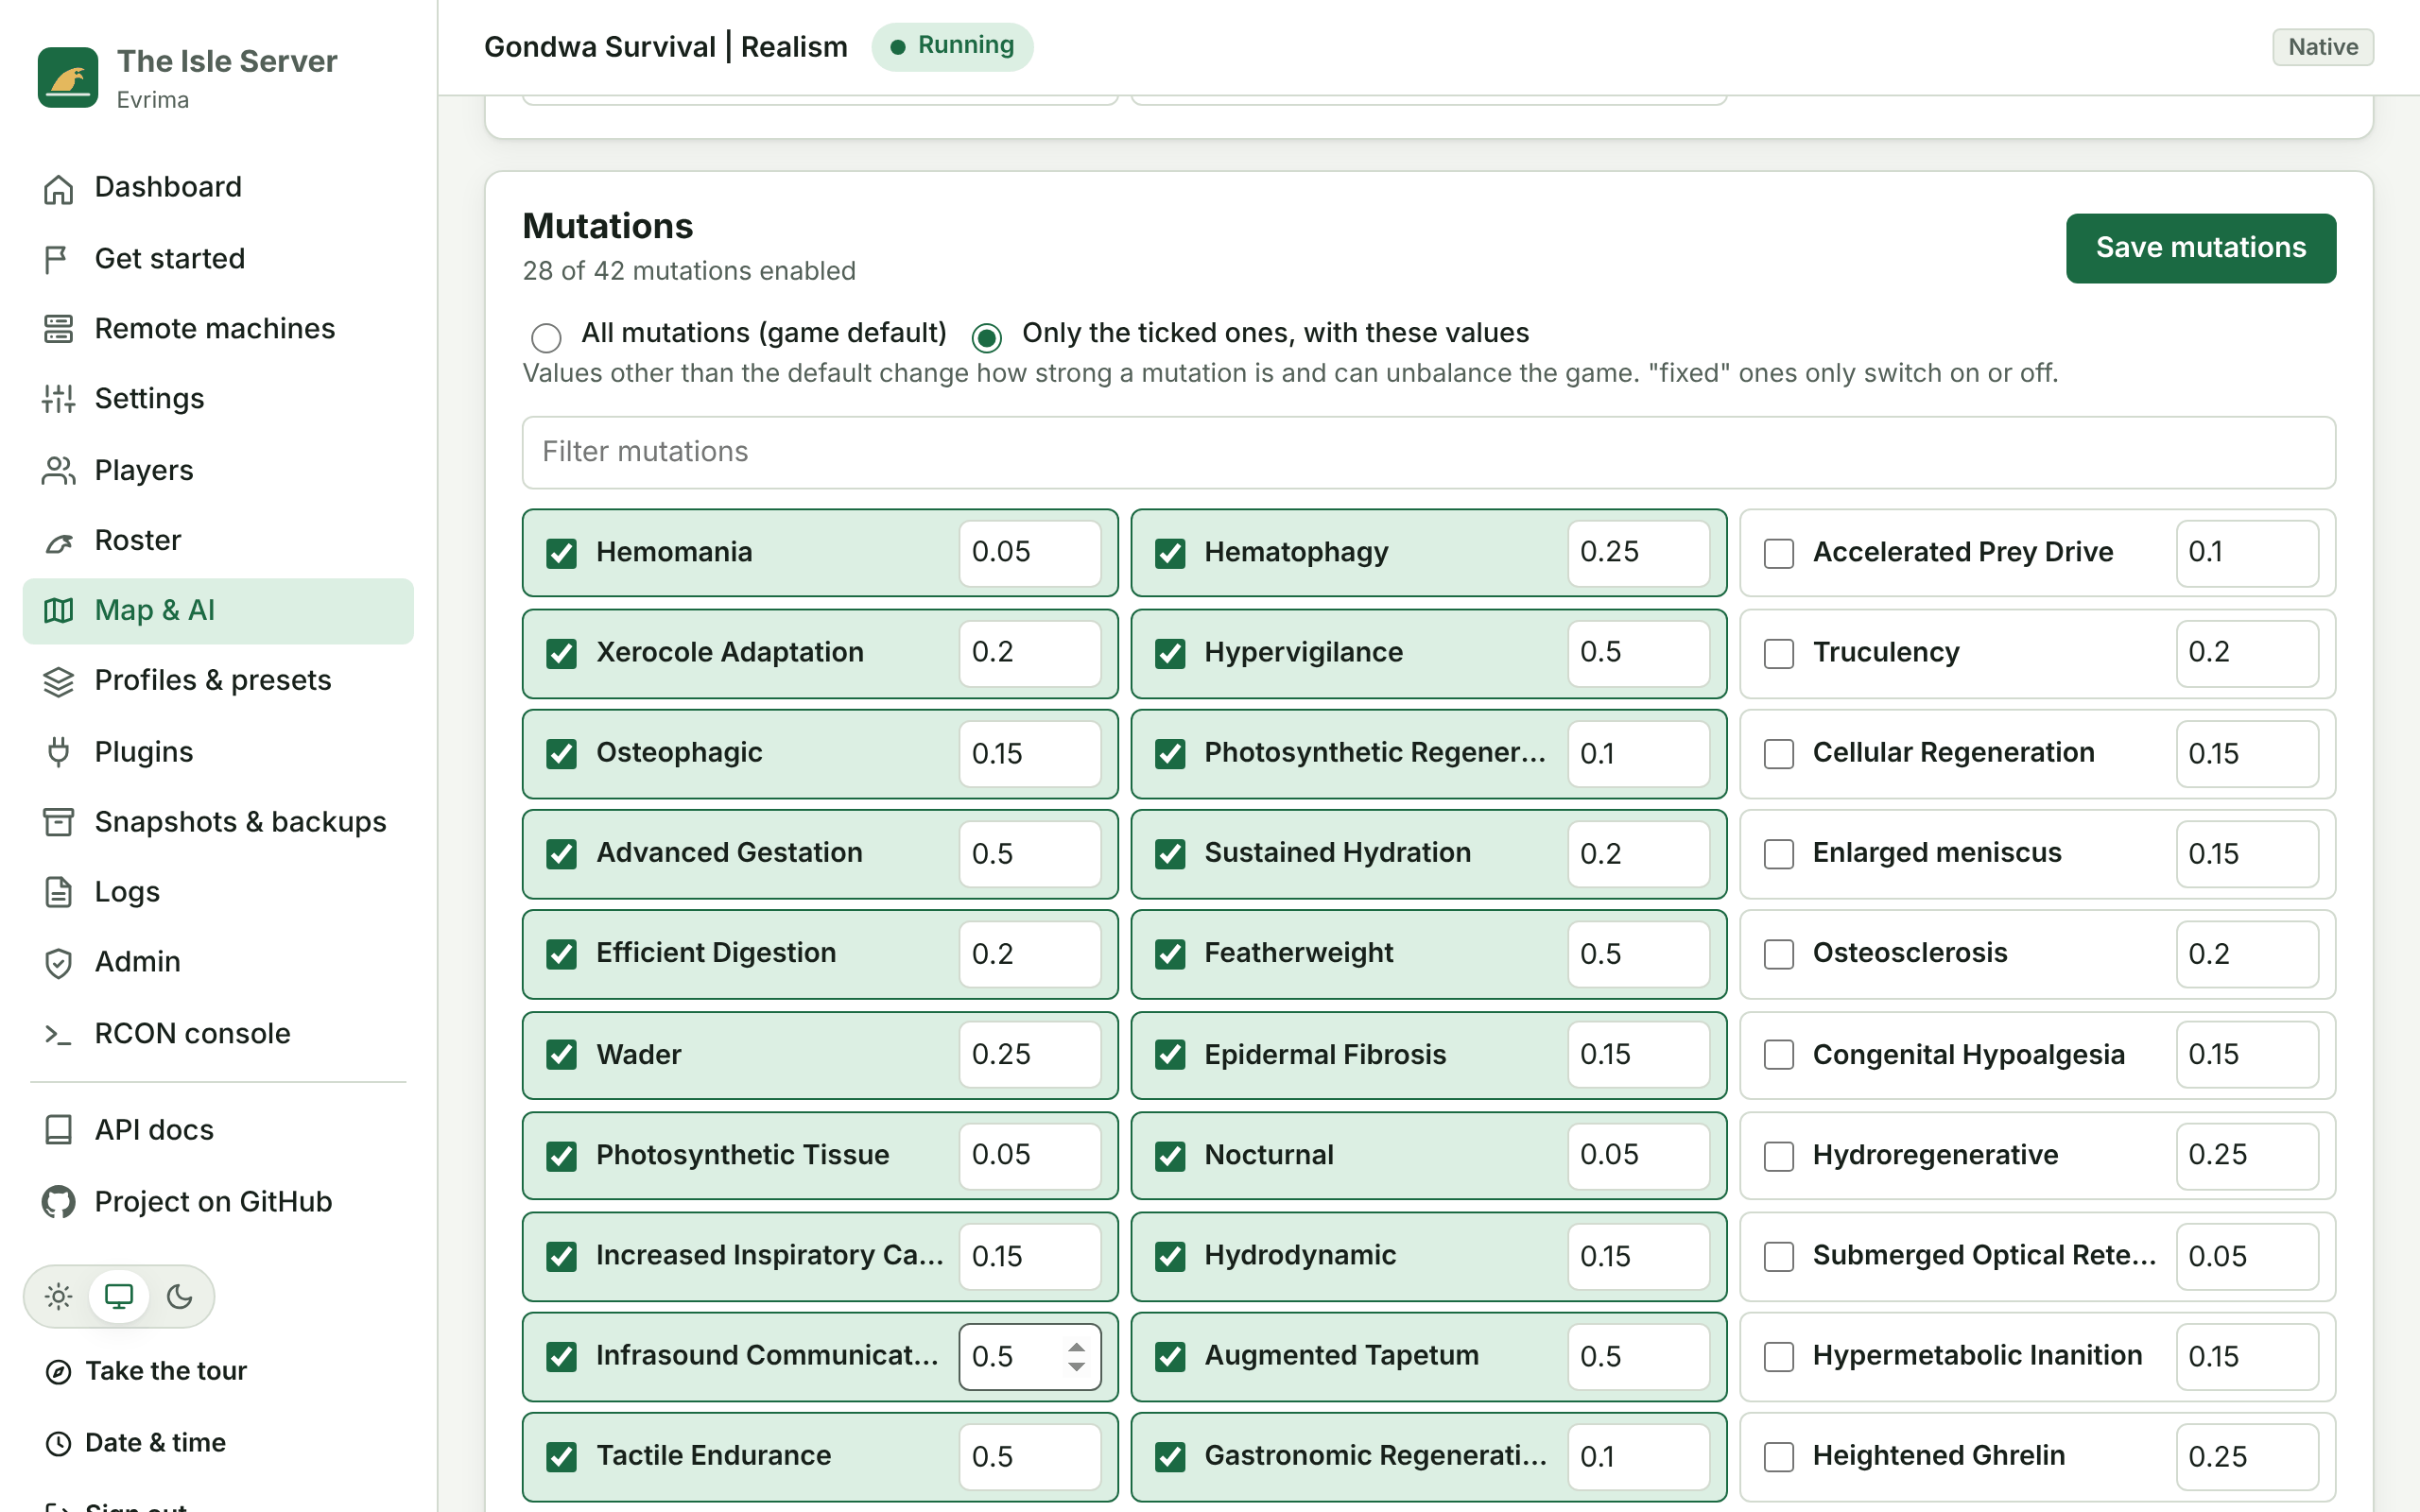 The Isle Server
Evrima
Dashboard
Get started
Remote machines
Settings
Players
Roster
Map & AI
Profiles & presets
Plugins
Snapshots & backups
Logs
Admin
RCON console
API docs
Project on GitHub
Take the tour
Date & time
Sign out
Gondwa Survival | Realism
Running
Native
Mutations
28 of 42 mutations enabled
Save mutations
All mutations (game default)
Only the ticked ones, with these values
Values other than the default change how strong a mutation is and can unbalance the game. "fixed" ones only switch on or off.
Filter mutations
Hemomania 0.05
Hematophagy 0.25
Accelerated Prey Drive 0.1
Xerocole Adaptation 0.2
Hypervigilance 0.5
Truculency 0.2
Osteophagic 0.15
Photosynthetic Regener... 0.1
Cellular Regeneration 0.15
Advanced Gestation 0.5
Sustained Hydration 0.2
Enlarged meniscus 0.15
Efficient Digestion 0.2
Featherweight 0.5
Osteosclerosis 0.2
Wader 0.25
Epidermal Fibrosis 0.15
Congenital Hypoalgesia 0.15
Photosynthetic Tissue 0.05
Nocturnal 0.05
Hydroregenerative 0.25
Increased Inspiratory Ca... 0.15
Hydrodynamic 0.15
Submerged Optical Rete... 0.05
Infrasound Communicat... 0.5
Augmented Tapetum 0.5
Hypermetabolic Inanition 0.15
Tactile Endurance 0.5
Gastronomic Regenerati... 0.1
Heightened Ghrelin 0.25